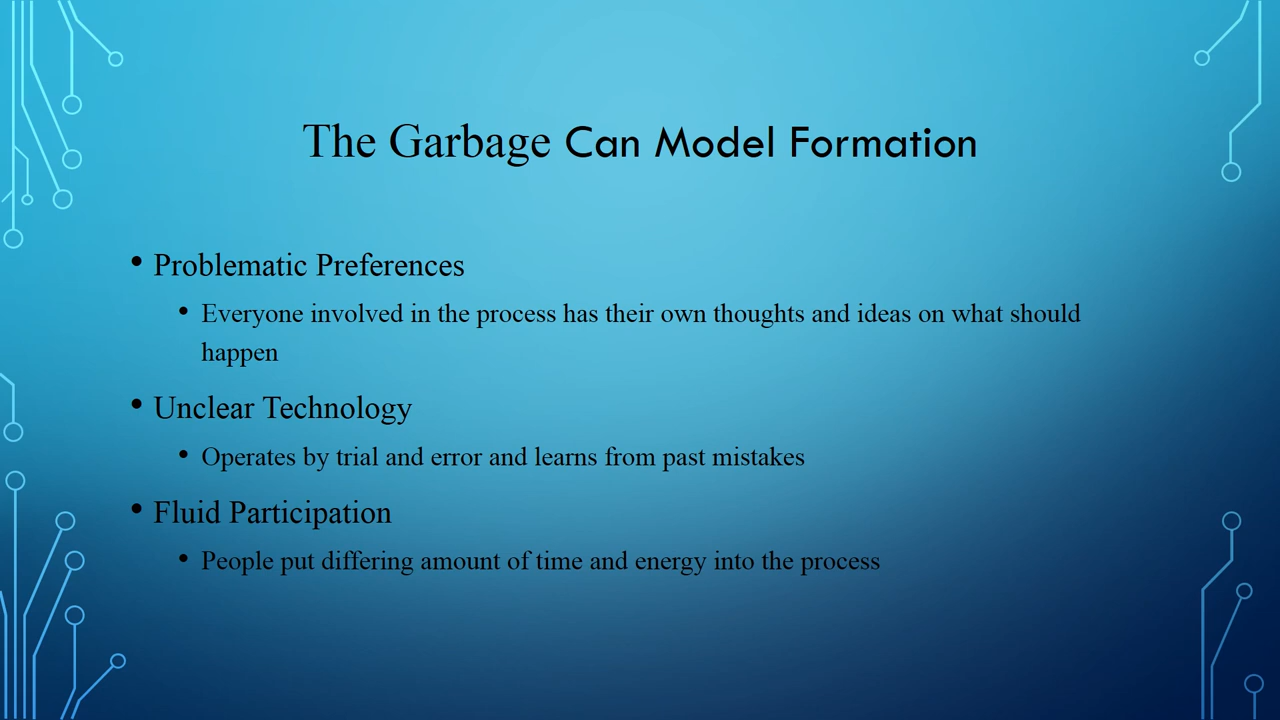 The Garbage Can Model Formation
• Problematic Preferences
• Everyone involved in the process has their own thoughts and ideas on what should
happen
• Unclear Technology
• Operates by trial and error and learns from past mistakes
• Fluid Participation
• People put differing amount of time and energy into the process